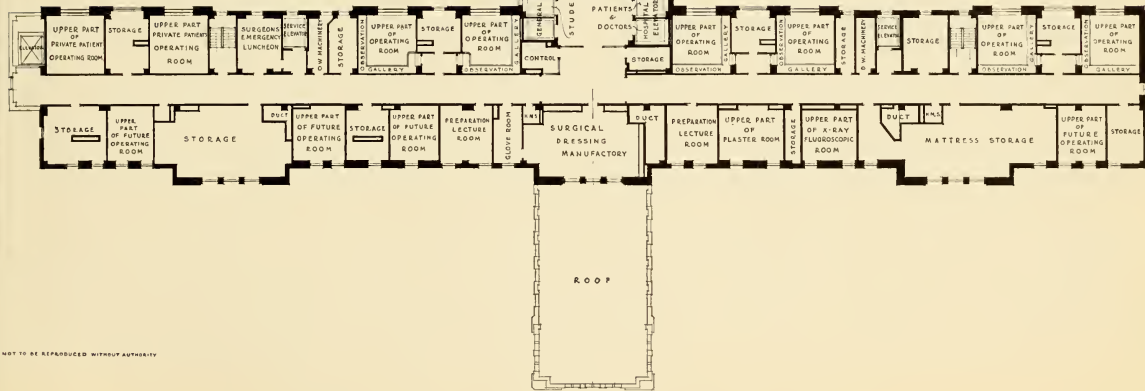 ELEVATOR
UPPER PART
OF
PRIVATE PATIENT
OPERATING ROOM
STORAGE
UPPER PART
PRIVATE PATIENTS
OPERATING
ROOM
SURGEONS
EMERGENCY
LUNCHEON
SERVICE
ELEVATOR
D.W. MACHINERY
STORAGE
OBSERVATION
GALLERY
UPPER PART
OF
OPERATING
ROOM
STORAGE
UPPER PART
OF
OPERATING
ROOM
OBSERVATION
GALLERY
GENERAL
CONTROL
PATIENTS
&
DOCTORS
HOSPITAL
ELEVATOR
STORAGE
UPPER PART
OF
OPERATING
ROOM
OBSERVATION
GALLERY
STORAGE
OBSERVATION
GALLERY
UPPER PART
OF
OPERATING
ROOM
STORAGE
D.W. MACHINERY
SERVICE
ELEVATOR
STORAGE
UPPER PART
OF
OPERATING
ROOM
OBSERVATION
GALLERY
STORAGE
OBSERVATION
GALLERY
UPPER PART
OF
OPERATING
ROOM
STORAGE
UPPER
PART
OF FUTURE
OPERATING
ROOM
STORAGE
DUCT
UPPER PART
OF FUTURE
OPERATING
ROOM
STORAGE
UPPER PART
OF FUTURE
OPERATING
ROOM
PREPARATION
LECTURE
ROOM
GLOVE ROOM
H.M.S.
SURGICAL
DRESSING
MANUFACTORY
DUCT
PREPARATION
LECTURE
ROOM
UPPER PART
OF
PLASTER ROOM
STORAGE
UPPER PART
OF X-RAY
FLUOROSCOPIC
ROOM
DUCT
H.M.S.
MATTRESS STORAGE
UPPER
PART OF
FUTURE
OPERATING
ROOM
STORAGE
ROOF
NOT TO BE REPRODUCED WITHOUT AUTHORITY